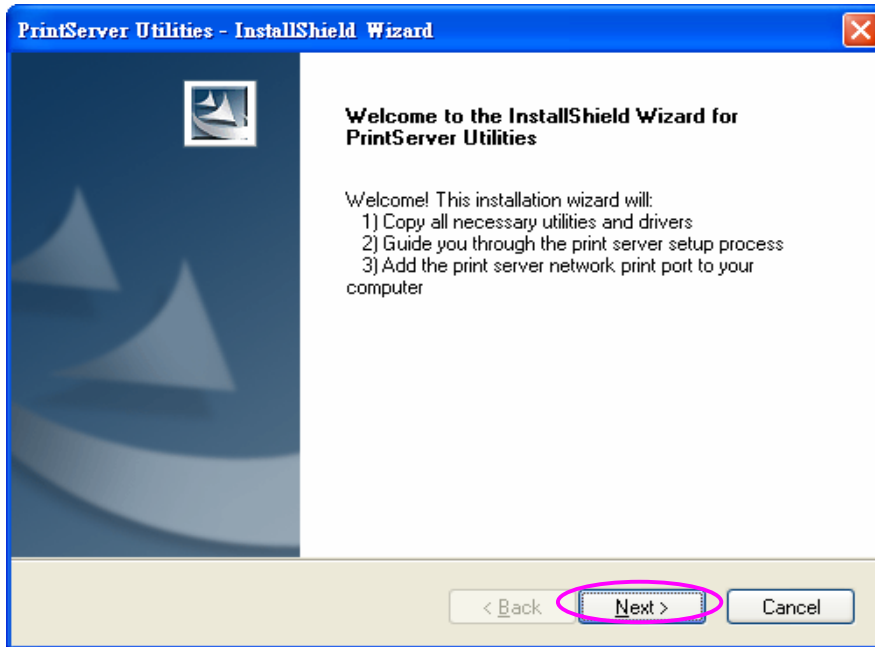 PrintServer Utilities - InstallShield Wizard
Welcome to the InstallShield Wizard for
PrintServer Utilities
Welcome! This installation wizard will:
1) Copy all necessary utilities and drivers
2) Guide you through the print server setup process
3) Add the print server network print port to your
computer
< Back
Next >
Cancel